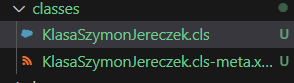 classes
KlasaSzymonJereczek.cls U
KlasaSzymonJereczek.cls-meta.x... U